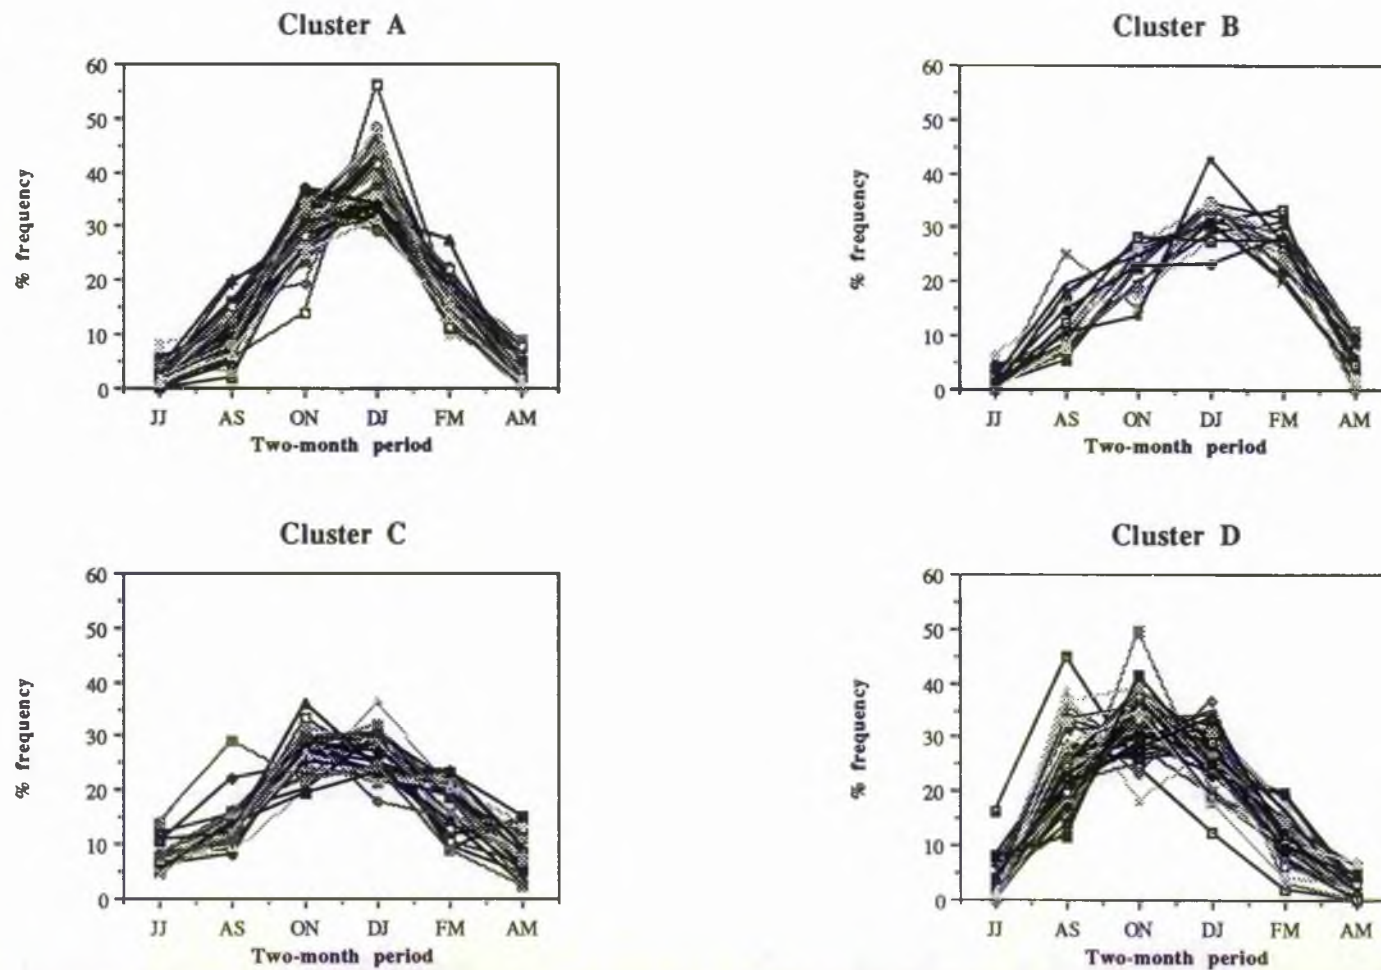 Cluster A
60
50
40
30
20
10
0
% frequency
JJ AS ON DJ FM AM
Two-month period
Cluster B
60
50
40
30
20
10
0
% frequency
JJ AS ON DJ FM AM
Two-month period
Cluster C
60
50
40
30
20
10
0
% frequency
JJ AS ON DJ FM AM
Two-month period
Cluster D
60
50
40
30
20
10
0
% frequency
JJ AS ON DJ FM AM
Two-month period